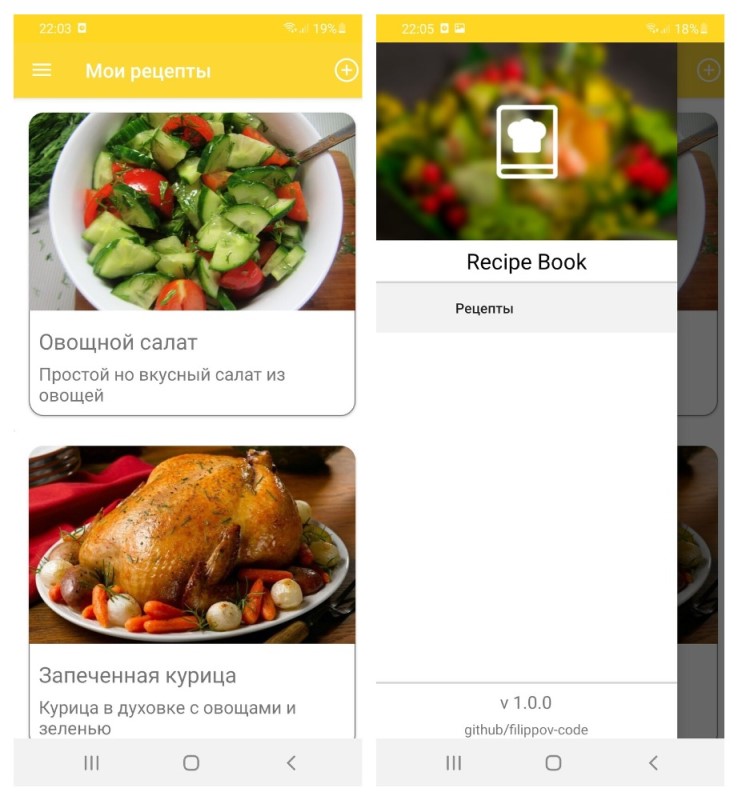 22:03
19%
Мои рецепты
Овощной салат
Простой но вкусный салат из
овощей
Запеченная курица
Курица в духовке с овощами и
зеленью
22:05
18%
Recipe Book
Рецепты
v 1.0.0
github/filippov-code